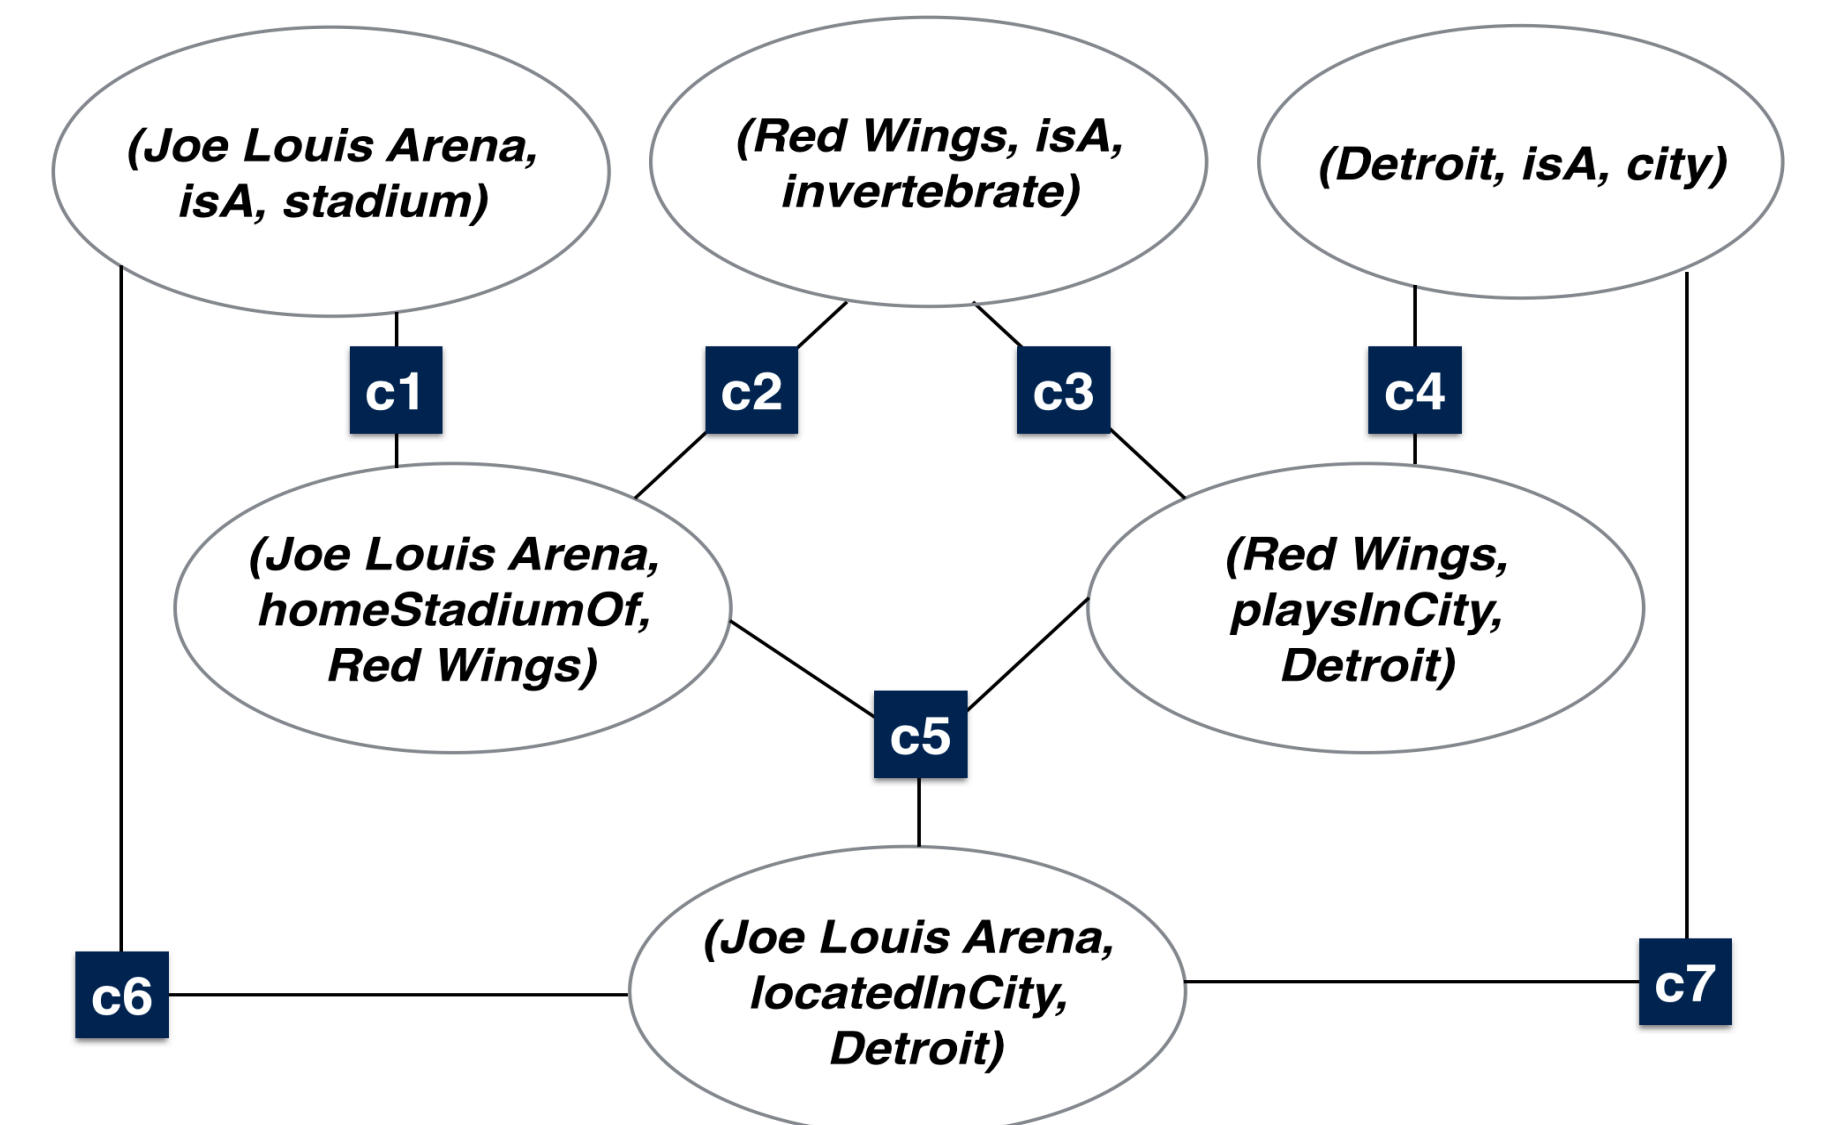 (Joe Louis Arena,
isA, stadium)
(Red Wings, isA,
invertebrate)
(Detroit, isA, city)
c1
c2
c3
c4
(Joe Louis Arena,
homeStadiumOf,
Red Wings)
(Red Wings,
playsInCity,
Detroit)
c5
(Joe Louis Arena,
locatedInCity,
Detroit)
c6
c7